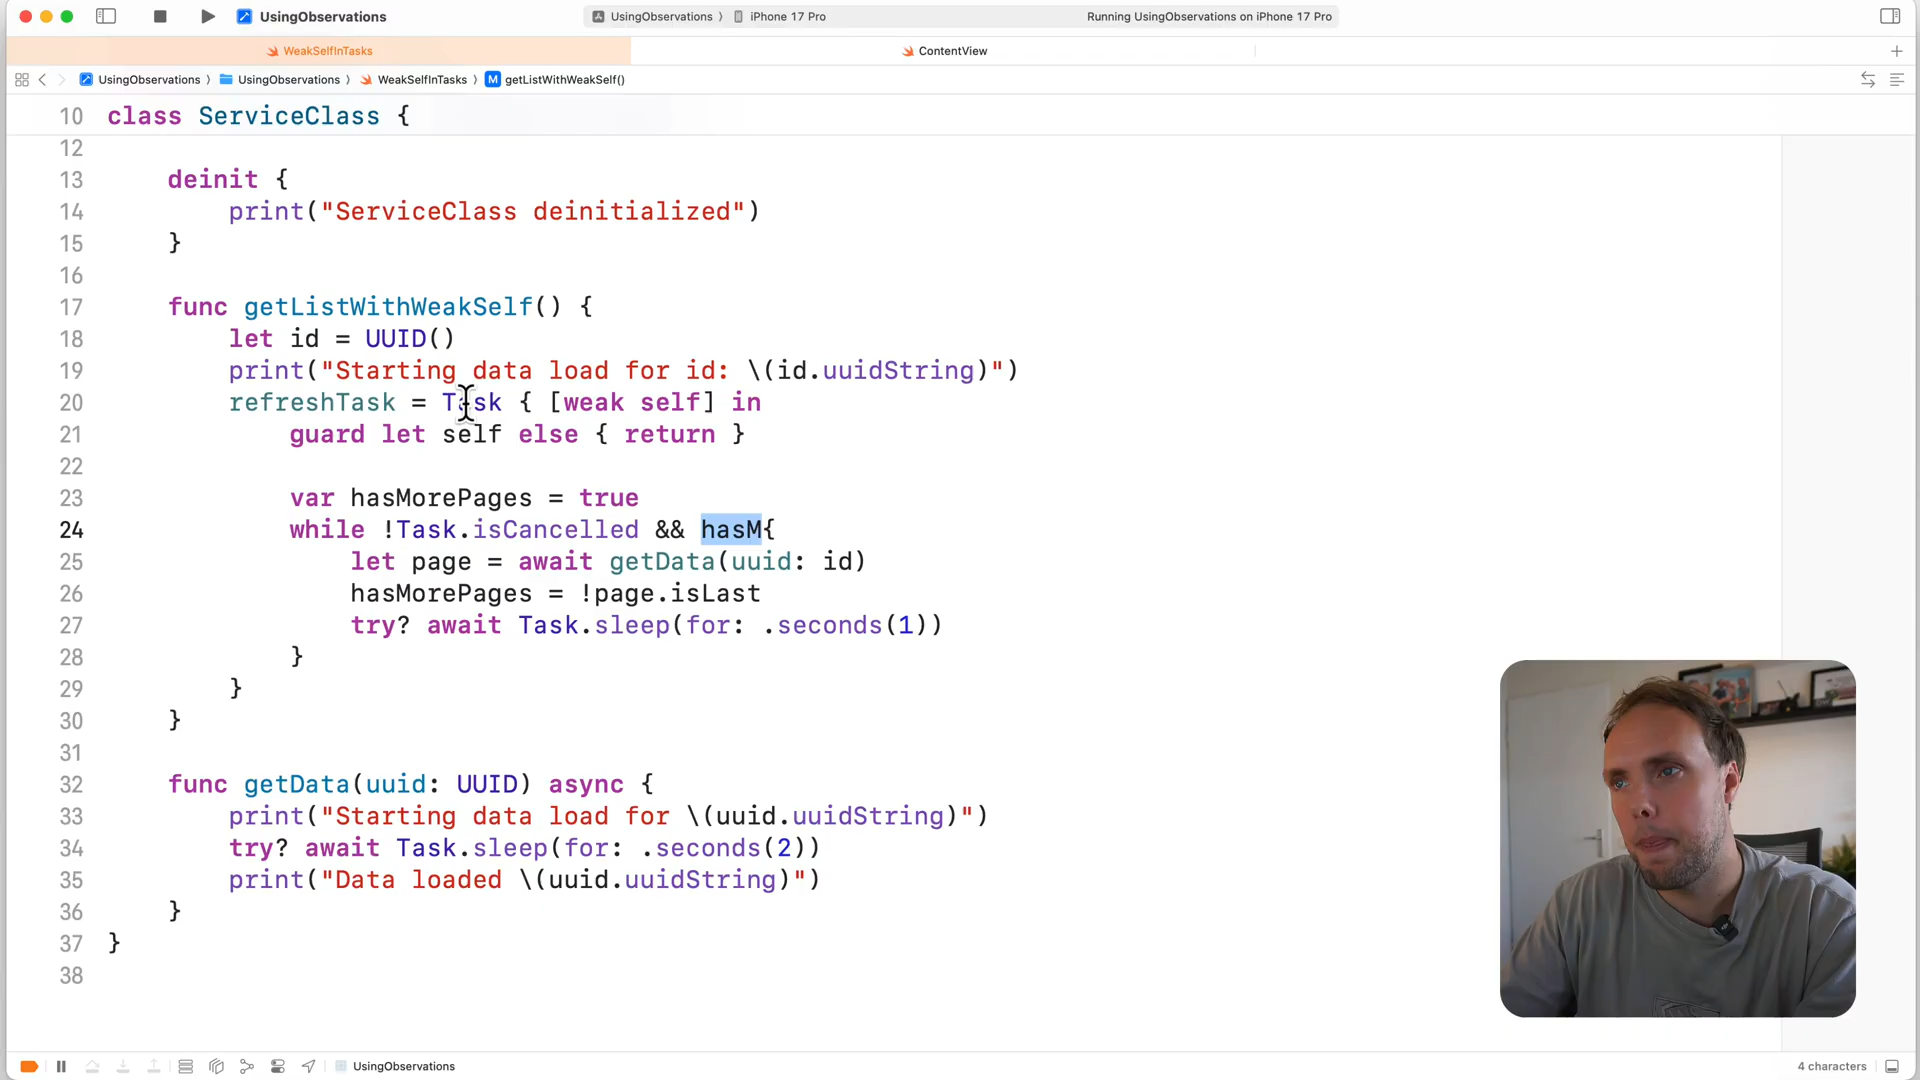 UsingObservations
UsingObservations 〉 iPhone 17 Pro
Running UsingObservations on iPhone 17 Pro
WeakSelfInTasks
ContentView
UsingObservations 〉 UsingObservations 〉 WeakSelfInTasks 〉 M getListWithWeakSelf()
10 class ServiceClass {
12
13 deinit {
14 print("ServiceClass deinitialized")
15 }
16
17 func getListWithWeakSelf() {
18 let id = UUID()
19 print("Starting data load for id: \(id.uuidString)")
20 refreshTask = Task { [weak self] in
21 guard let self else { return }
22
23 var hasMorePages = true
24 while !Task.isCancelled && hasM{
25 let page = await getData(uuid: id)
26 hasMorePages = !page.isLast
27 try? await Task.sleep(for: .seconds(1))
28 }
29 }
30 }
31
32 func getData(uuid: UUID) async {
33 print("Starting data load for \(uuid.uuidString)")
34 try? await Task.sleep(for: .seconds(2))
35 print("Data loaded \(uuid.uuidString)")
36 }
37 }
38
UsingObservations
4 characters